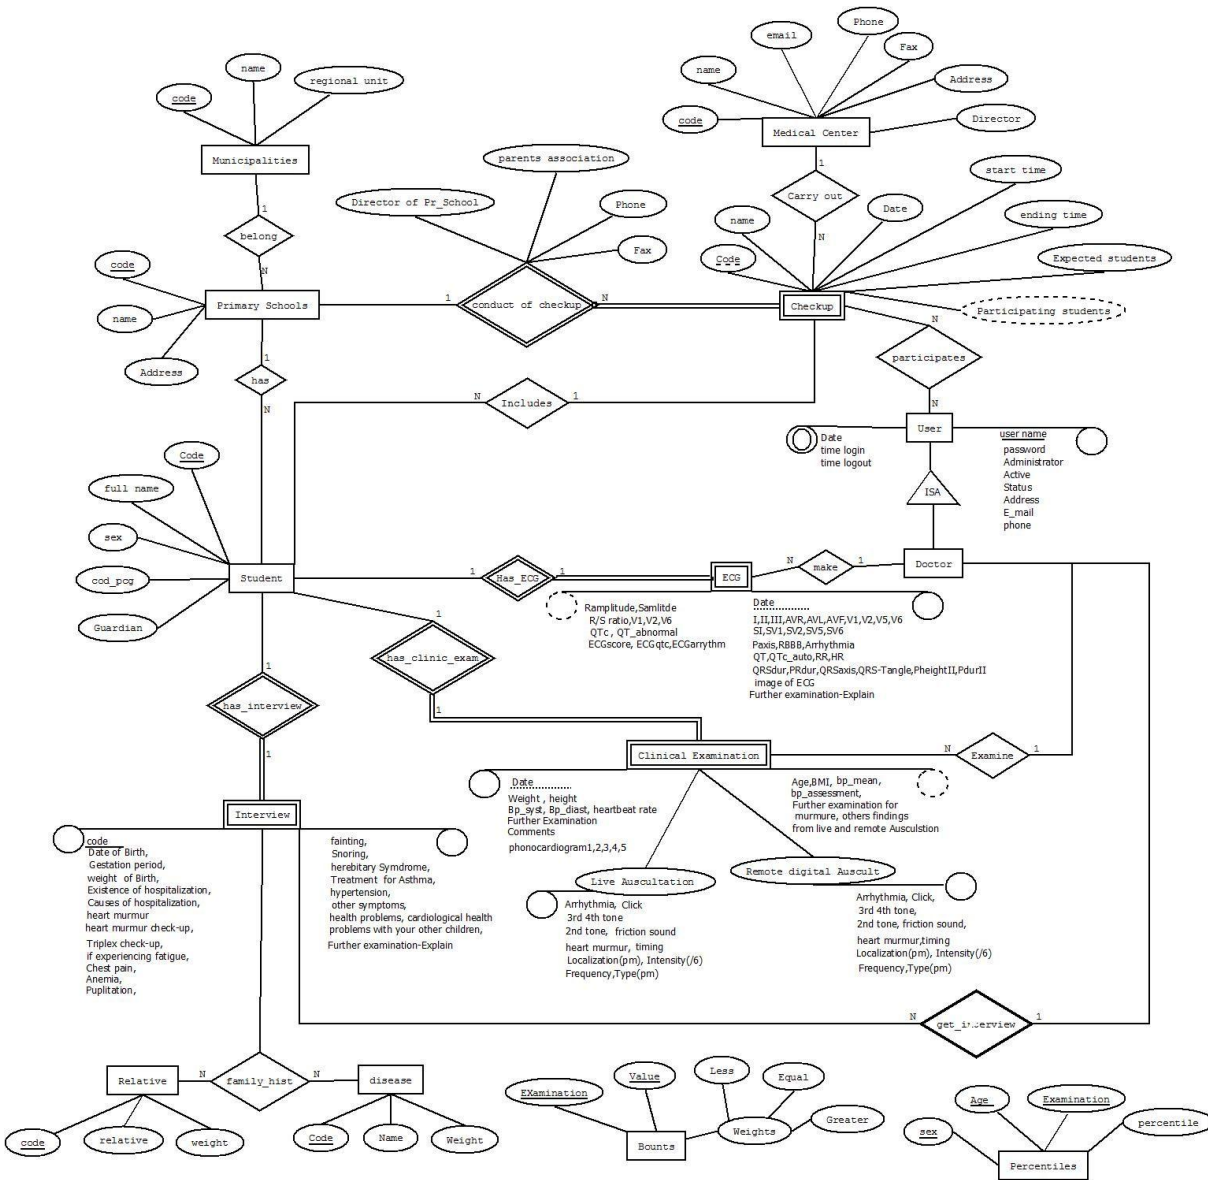 Phone
email
Fax
name
Address
code
Director
Medical Center
name
regional unit
code
Municipalities
1
belong
N
code
name
Address
Primary Schools
parents association
Director of Pr_School
Phone
Fax
1
conduct of checkup
N
1
Carry out
N
start time
Date
name
ending time
Code
Expected students
Checkup
Participating students
N
participates
N
User
Date
time login
time logout
user name
password
Administrator
Active
Status
Address
E_mail
phone
ISA
Doctor
1
has
N
N
Includes
1
Code
full name
sex
cod_pcg
Guardian
Student
1
Has_ECG
1
ECG
N
make
1
Ramplitude,Samlitde
R/S ratio,V1,V2,V6
QTc , QT_abnormal
ECGscore, ECGqtc,ECGarrythm
Date
I,II,III,AVR,AVL,AVF,V1,V2,V5,V6
SI,SV1,SV2,SV5,SV6
Paxis,RBBB,Arrhythmia
QT,QTc_auto,RR,HR
QRSdur,PRdur,QRSaxis,QRS-Tangle,PheightII,PdurII
image of ECG
Further examination-Explain
1
has_clinic_exam
1
1
has_interview
1
Clinical Examination
N
Examine
1
Date
Weight , height
Bp_syst, Bp_diast, heartbeat rate
Further Examination
Comments
phonocardiogram1,2,3,4,5
Age,BMI, bp_mean,
bp_assessment,
Further examination for
murmure, others findings
from live and remote Ausculstion
Live Auscultation
Arrhythmia, Click
3rd 4th tone
2nd tone, friction sound
heart murmur, timing
Localization(pm), Intensity(/6)
Frequency,Type(pm)
Remote digital Auscult
Arrhythmia, Click,
3rd 4th tone,
2nd tone, friction sound,
heart murmur,timing
Localization(pm), Intensity(/6)
Frequency,Type(pm)
Interview
code
Date of Birth,
Gestation period,
weight of Birth,
Existence of hospitalization,
Causes of hospitalization,
heart murmur
heart murmur check-up,
Triplex check-up,
if experiencing fatigue,
Chest pain,
Anemia,
Puplitation,
fainting,
Snoring,
herebitary Symdrome,
Treatment for Asthma,
hypertension,
other symptoms,
health problems, cardiological health
problems with your other children,
Further examination-Explain
N
get_interview
1
Relative
N
family_hist
N
disease
code
relative
weight
Code
Name
Weight
EXamination
Value
Less
Equal
Weights
Greater
Bounts
Age
Examination
sex
percentile
Percentiles